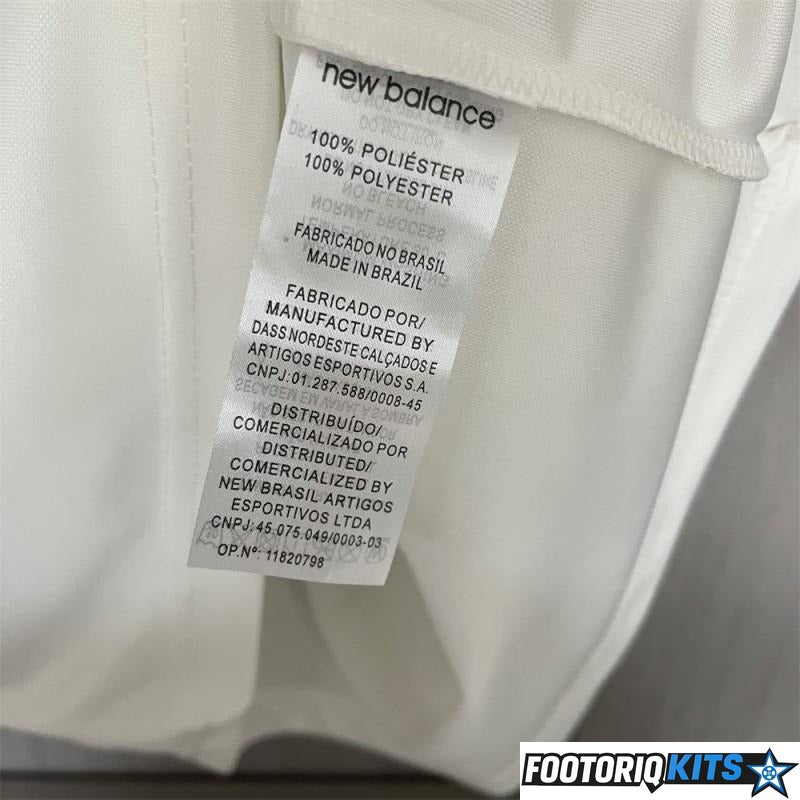 new balance
100% POLIÉSTER
100% POLYESTER
FABRICADO NO BRASIL
MADE IN BRAZIL
FABRICADO POR/
MANUFACTURED BY
DASS NORDESTE CALÇADOS E
ARTIGOS ESPORTIVOS S.A.
CNPJ: 01.287.588/0008-45
DISTRIBUÍDO/
COMERCIALIZADO POR
DISTRIBUTED/
COMERCIALIZED BY
NEW BRASIL ARTIGOS
ESPORTIVOS LTDA
CNPJ: 45.075.049/0003-03
OP.Nº: 11820798
FOOTORIQKITS